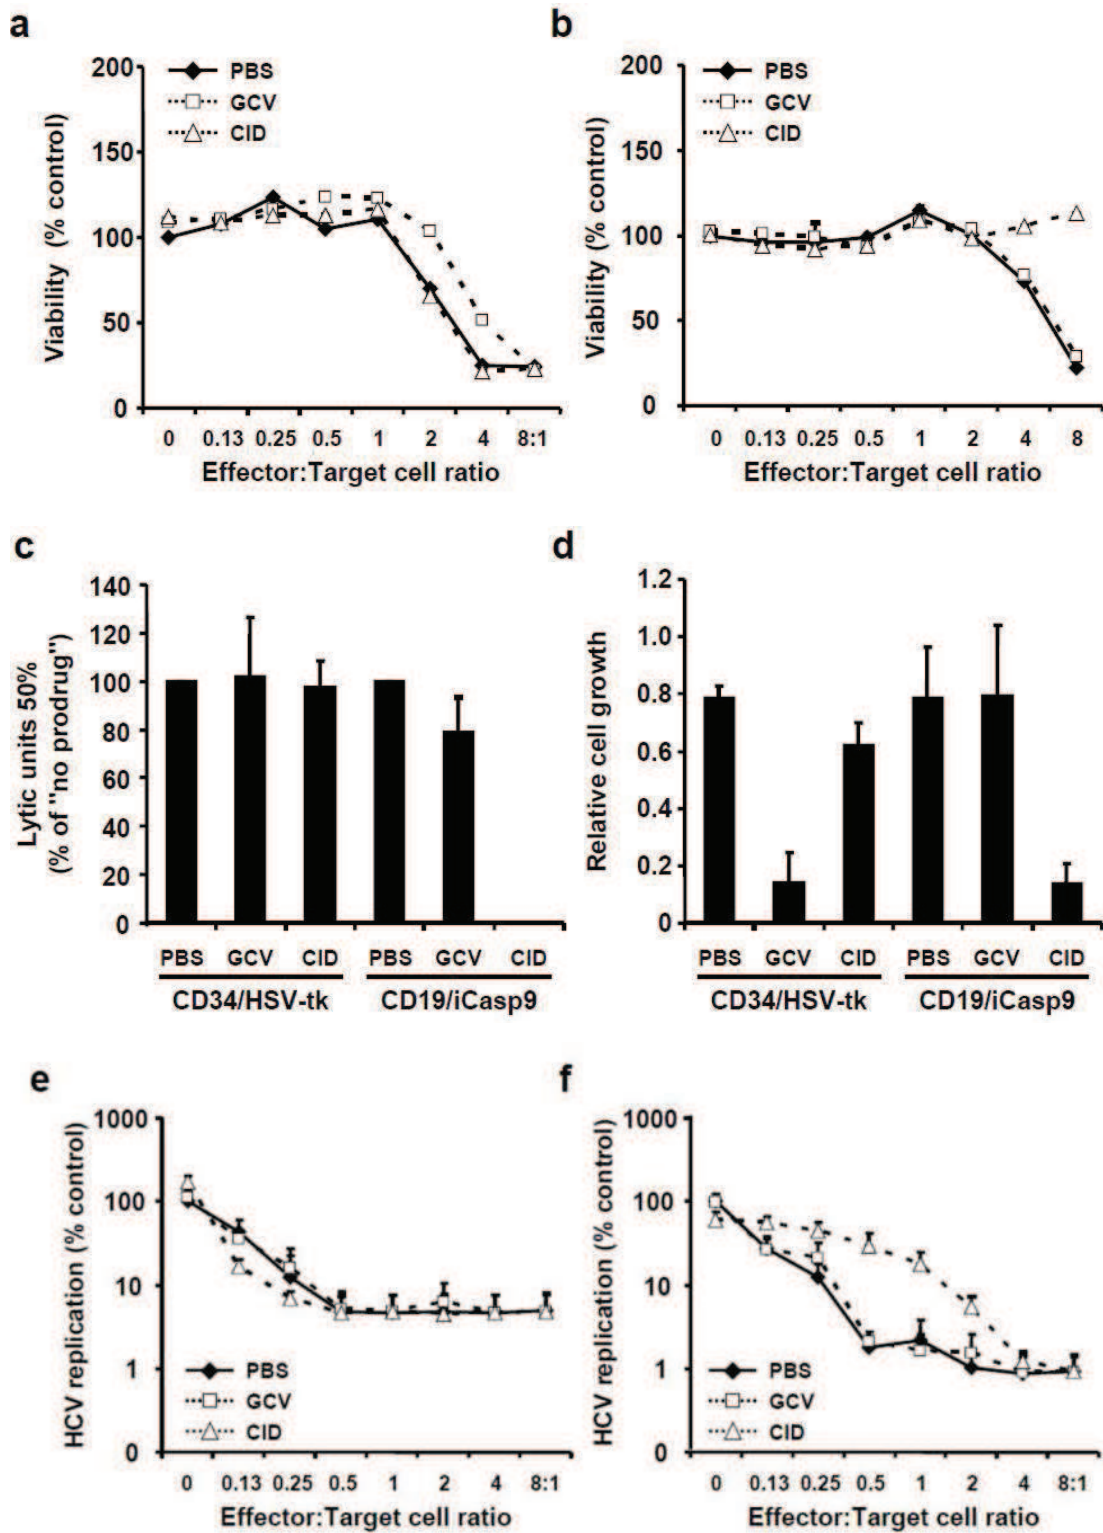 a
200
150
100
50
0
Viability (% control)
PBS
GCV
CID
0 0.13 0.25 0.5 1 2 4 8:1
Effector:Target cell ratio
b
200
150
100
50
0
Viability (% control)
PBS
GCV
CID
0 0.13 0.25 0.5 1 2 4 8
Effector:Target cell ratio
c
140
120
100
80
60
40
20
0
Lytic units 50%
(% of "no prodrug")
PBS GCV CID PBS GCV CID
CD34/HSV-tk CD19/iCasp9
d
1.2
1.0
0.8
0.6
0.4
0.2
0
Relative cell growth
PBS GCV CID PBS GCV CID
CD34/HSV-tk CD19/iCasp9
e
1000
100
10
1
0
HCV replication (% control)
PBS
GCV
CID
0 0.13 0.25 0.5 1 2 4 8:1
Effector:Target cell ratio
f
1000
100
10
1
0
HCV replication (% control)
PBS
GCV
CID
0 0.13 0.25 0.5 1 2 4 8:1
Effector:Target cell ratio